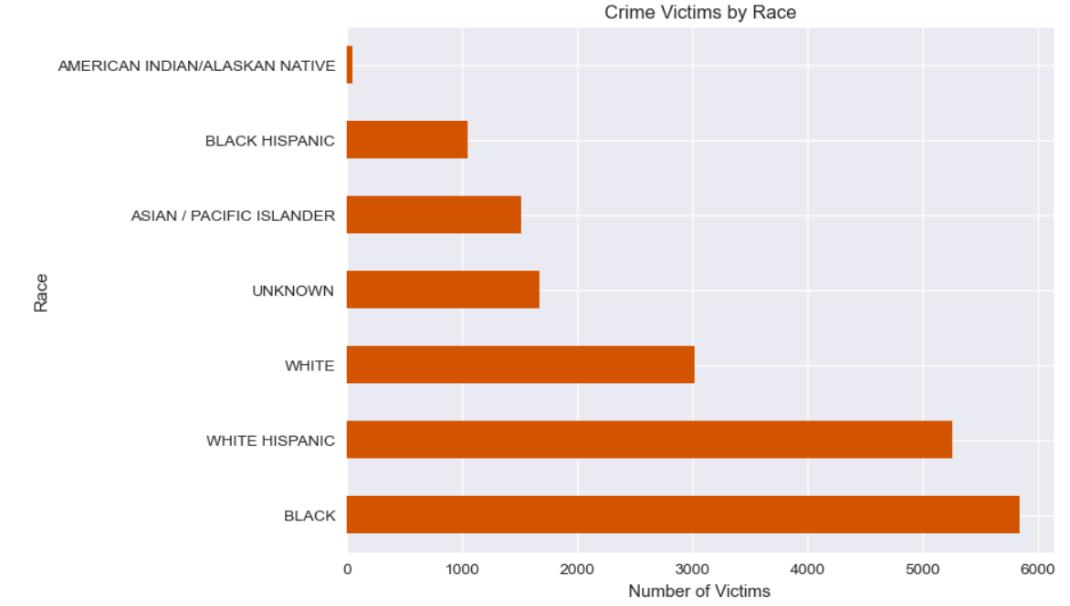 Crime Victims by Race
AMERICAN INDIAN/ALASKAN NATIVE
BLACK HISPANIC
ASIAN / PACIFIC ISLANDER
UNKNOWN
WHITE
WHITE HISPANIC
BLACK
Race
0 1000 2000 3000 4000 5000 6000
Number of Victims